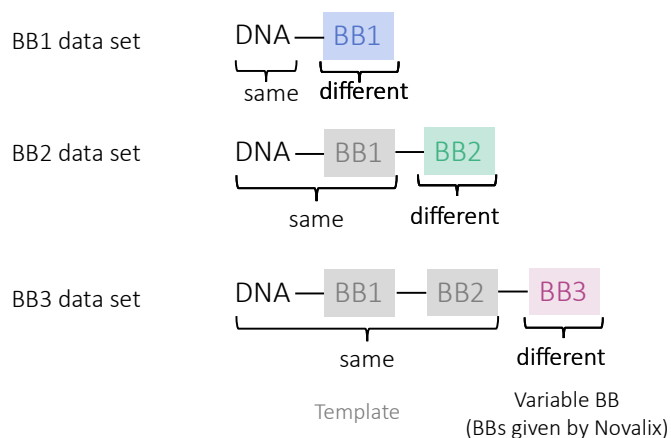 BB1 data set DNA BB1
same different
BB2 data set DNA BB1 BB2
same different
BB3 data set DNA BB1 BB2 BB3
same different
Template Variable BB
(BBs given by Novalix)